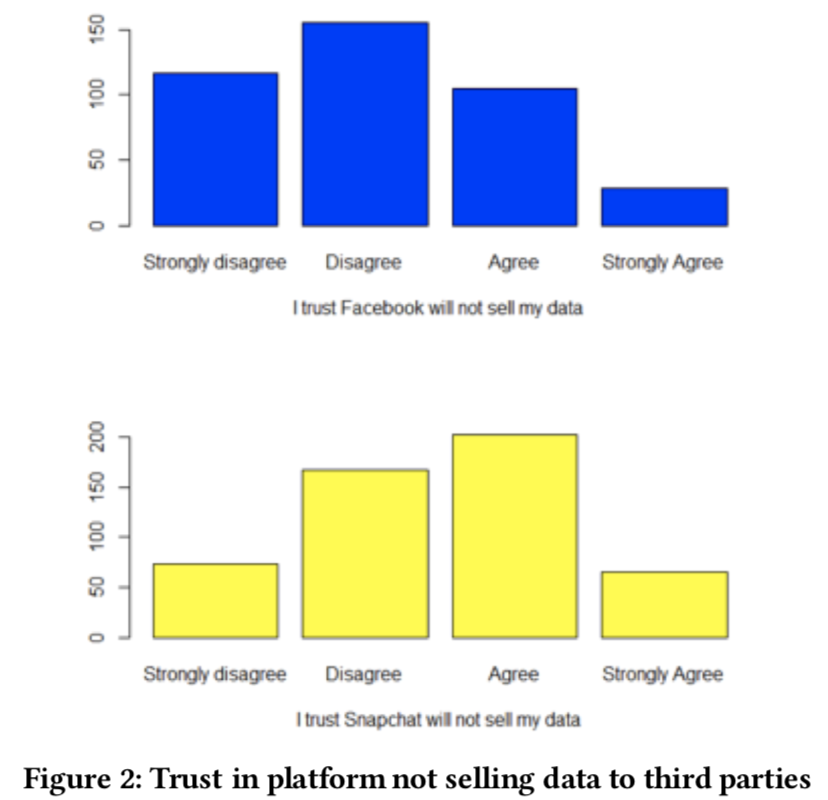 150
100
50
0
Strongly disagree Disagree Agree Strongly Agree
I trust Facebook will not sell my data
200
150
100
50
0
Strongly disagree Disagree Agree Strongly Agree
I trust Snapchat will not sell my data
Figure 2: Trust in platform not selling data to third parties